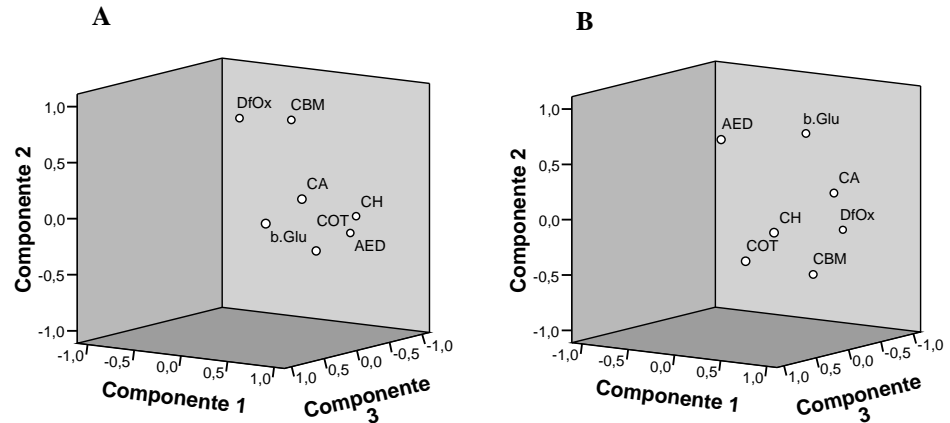 A
DfOx CBM
1,0
CA
0,5
CH
COT
0,0
b.Glu
AED
-0,5
-1,0
Componente 2
-1,0 -0,5 0,0 0,5 1,0
1,0 0,5 0,0 -0,5 -1,0
Componente 1
Componente
3
B
AED
b.Glu
1,0
CA
0,5
DfOx
CH
0,0
COT
CBM
-0,5
-1,0
Componente 2
-1,0 -0,5 0,0 0,5 1,0
1,0 0,5 0,0 -0,5 -1,0
Componente 1
Componente
3